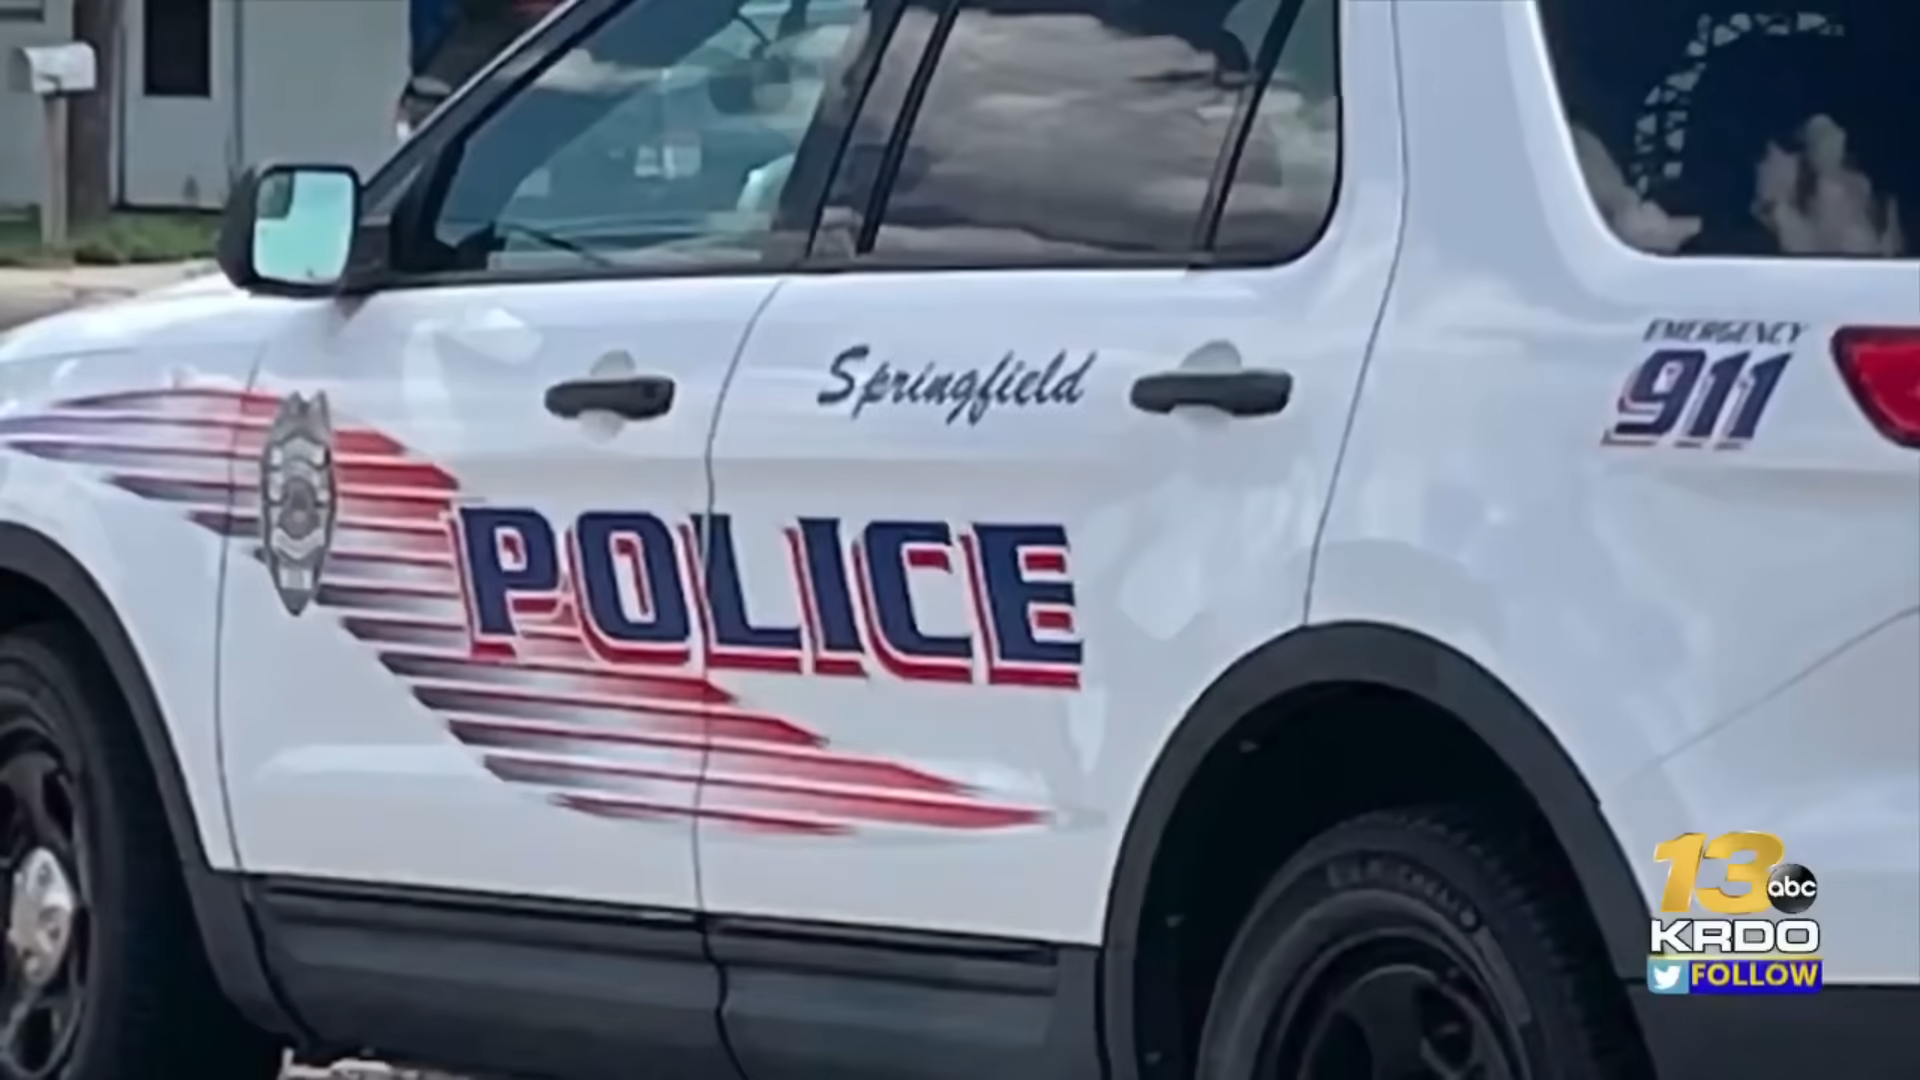 Springfield
EMERGENCY
911
POLICE
13
abc
KRDO
FOLLOW